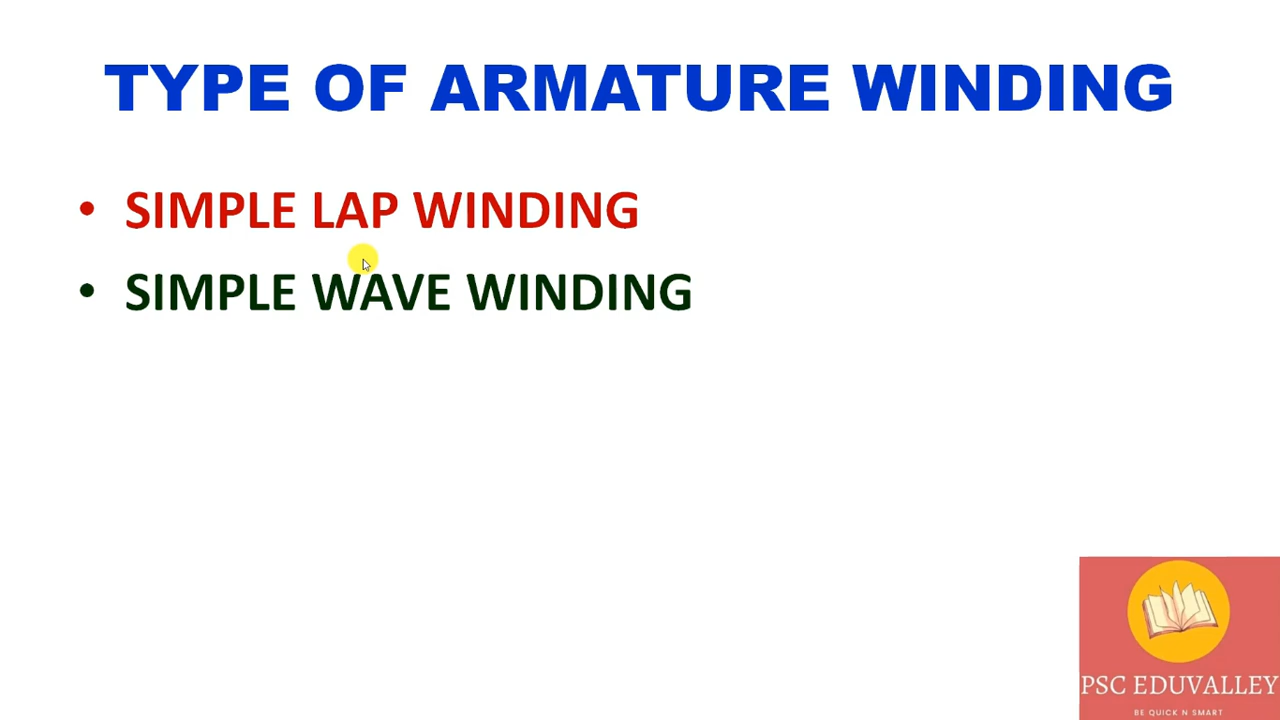 TYPE OF ARMATURE WINDING
• SIMPLE LAP WINDING
• SIMPLE WAVE WINDING
PSC EDUVALLEY
BE QUICK N SMART